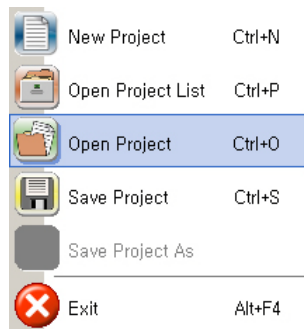 New Project Ctrl+N
Open Project List Ctrl+P
Open Project Ctrl+O
Save Project Ctrl+S
Save Project As
Exit Alt+F4